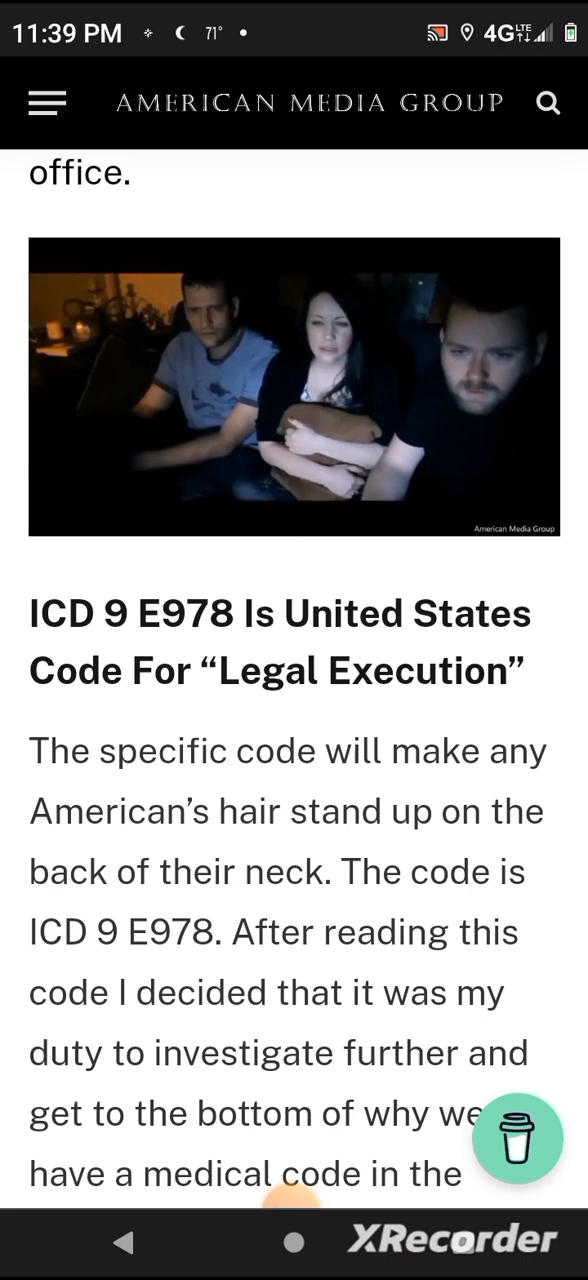 11:39 PM 71° 4G LTE
AMERICAN MEDIA GROUP
office.
American Media Group
ICD 9 E978 Is United States
Code For “Legal Execution”
The specific code will make any
American’s hair stand up on the
back of their neck. The code is
ICD 9 E978. After reading this
code I decided that it was my
duty to investigate further and
get to the bottom of why we
have a medical code in the
XRecorder